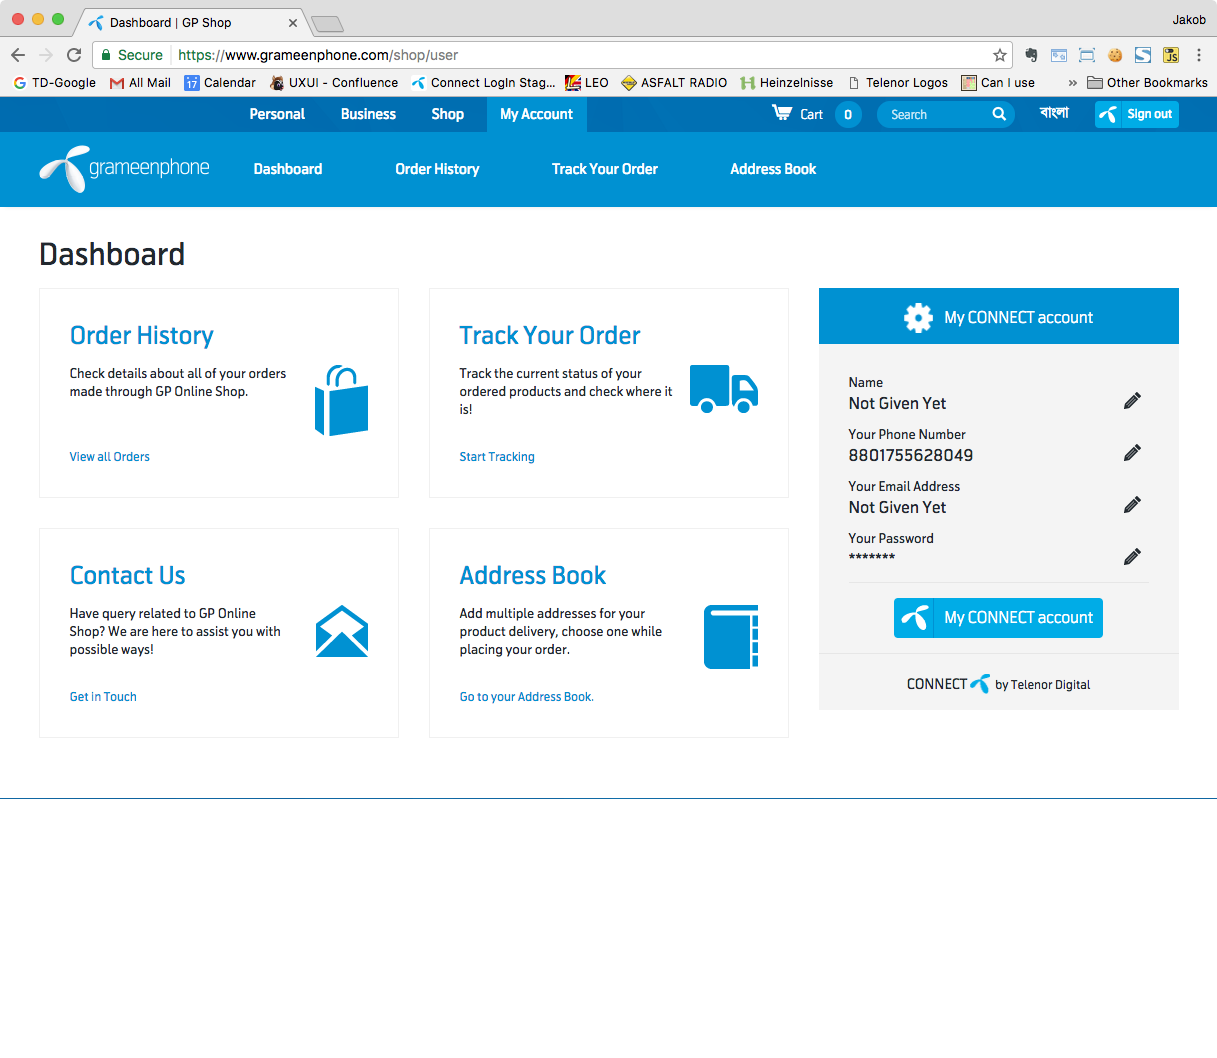 Dashboard | GP Shop
Jakob
Secure https://www.grameenphone.com/shop/user
JS
TD-Google All Mail 17 Calendar UXUI - Confluence Connect LogIn Stag... LEO ASFALT RADIO Heinzelnisse Telenor Logos Can I use » Other Bookmarks
Personal Business Shop My Account Cart 0 Search বাংলা Sign out
grameenphone Dashboard Order History Track Your Order Address Book
Dashboard
Order History
Check details about all of your orders
made through GP Online Shop.
View all Orders
Track Your Order
Track the current status of your
ordered products and check where it
is!
Start Tracking
Contact Us
Have query related to GP Online
Shop? We are here to assist you with
possible ways!
Get In Touch
Address Book
Add multiple addresses for your
product delivery, choose one while
placing your order.
Go to your Address Book.
My CONNECT account
Name
Not Given Yet
Your Phone Number
8801755628049
Your Email Address
Not Given Yet
Your Password
*******
My CONNECT account
CONNECT by Telenor Digital